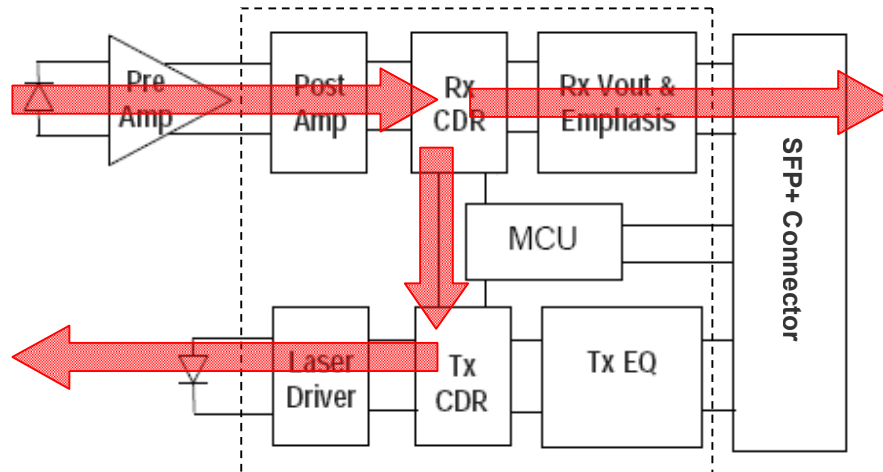 Pre
Amp
Post
Amp
Rx
CDR
Rx Vout &
Emphasis
SFP+ Connector
MCU
Laser
Driver
Tx
CDR
Tx EQ